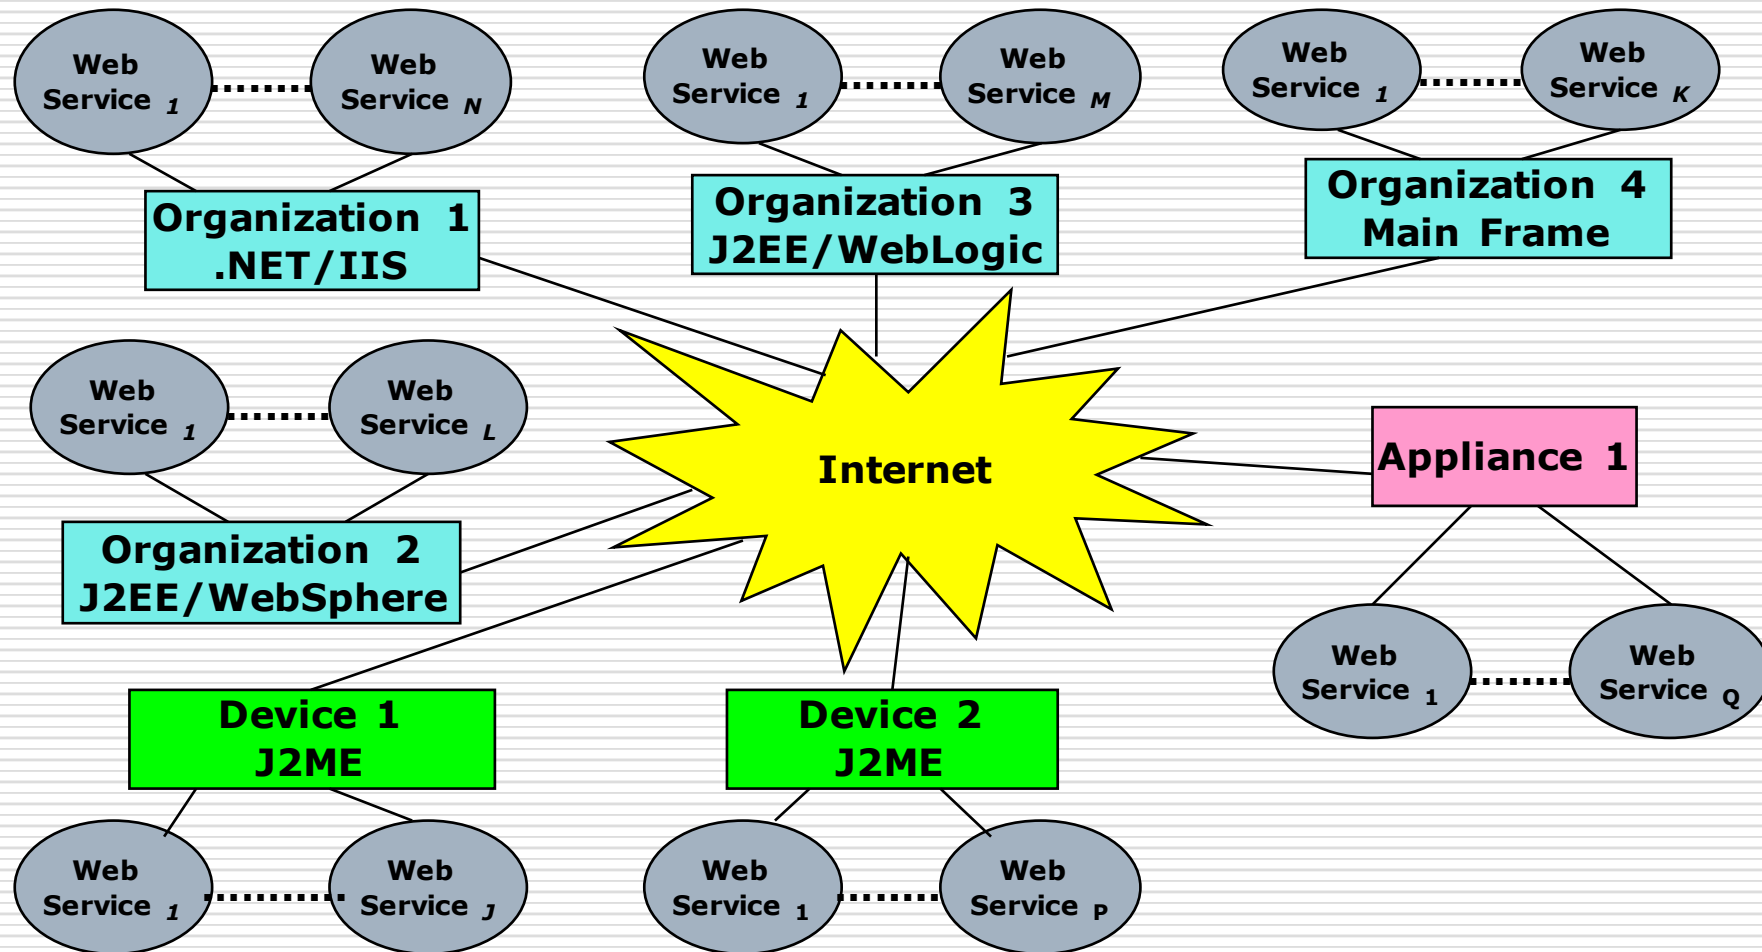 Web
Service 1
Web
Service N
Web
Service 1
Web
Service M
Web
Service 1
Web
Service K
Organization 1
.NET/IIS
Organization 3
J2EE/WebLogic
Organization 4
Main Frame
Web
Service 1
Web
Service L
Internet
Appliance 1
Organization 2
J2EE/WebSphere
Web
Service 1
Web
Service Q
Device 1
J2ME
Device 2
J2ME
Web
Service 1
Web
Service J
Web
Service 1
Web
Service P